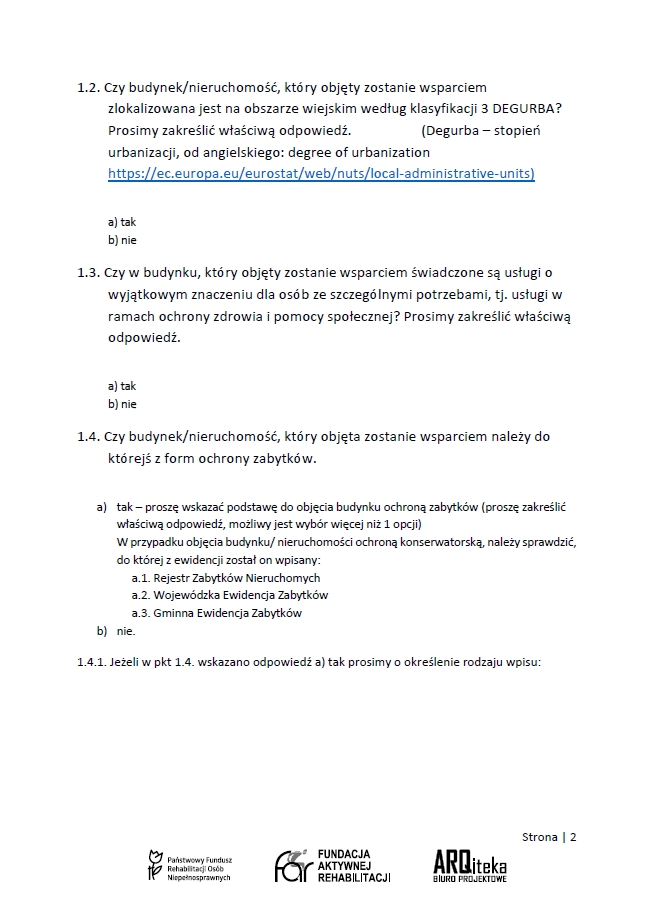 1.2. Czy budynek/nieruchomość, który objęty zostanie wsparciem
zlokalizowana jest na obszarze wiejskim według klasyfikacji 3 DEGURBA?
Prosimy zakreślić właściwą odpowiedź. (Degurba – stopień
urbanizacji, od angielskiego: degree of urbanization
https://ec.europa.eu/eurostat/web/nuts/local-administrative-units)
a) tak
b) nie
1.3. Czy w budynku, który objęty zostanie wsparciem świadczone są usługi o
wyjątkowym znaczeniu dla osób ze szczególnymi potrzebami, tj. usługi w
ramach ochrony zdrowia i pomocy społecznej? Prosimy zakreślić właściwą
odpowiedź.
a) tak
b) nie
1.4. Czy budynek/nieruchomość, który objęta zostanie wsparciem należy do
którejś z form ochrony zabytków.
a) tak – proszę wskazać podstawę do objęcia budynku ochroną zabytków (proszę zakreślić
właściwą odpowiedź, możliwy jest wybór więcej niż 1 opcji)
W przypadku objęcia budynku/ nieruchomości ochroną konserwatorską, należy sprawdzić,
do której z ewidencji został on wpisany:
a.1. Rejestr Zabytków Nieruchomych
a.2. Wojewódzka Ewidencja Zabytków
a.3. Gminna Ewidencja Zabytków
b) nie.
1.4.1. Jeżeli w pkt 1.4. wskazano odpowiedź a) tak prosimy o określenie rodzaju wpisu:
Strona | 2
Państwowy Fundusz
Rehabilitacji Osób
Niepełnosprawnych
far
FUNDACJA
AKTYWNEJ
REHABILITACJI
ARQiteka
BIURO PROJEKTOWE